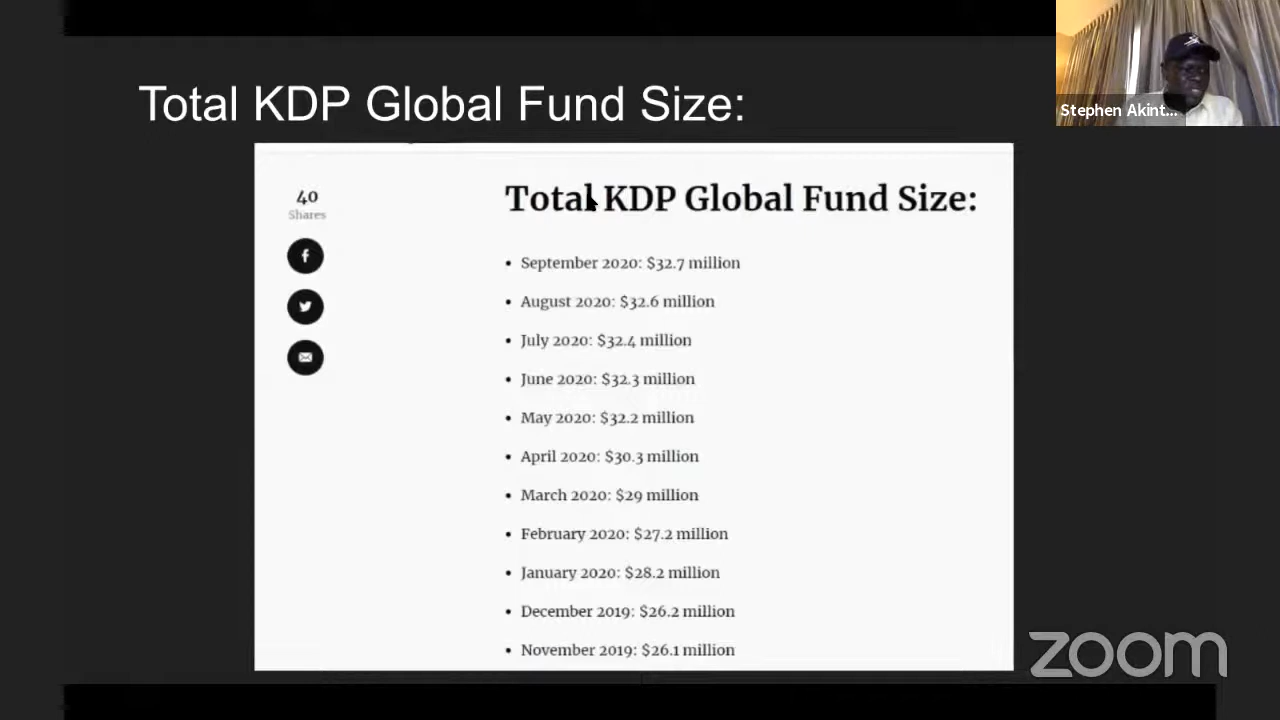 Total KDP Global Fund Size:
Stephen Akint...
40
Shares
Total KDP Global Fund Size:
• September 2020: $32.7 million
• August 2020: $32.6 million
• July 2020: $32.4 million
• June 2020: $32.3 million
• May 2020: $32.2 million
• April 2020: $30.3 million
• March 2020: $29 million
• February 2020: $27.2 million
• January 2020: $28.2 million
• December 2019: $26.2 million
• November 2019: $26.1 million
zoom